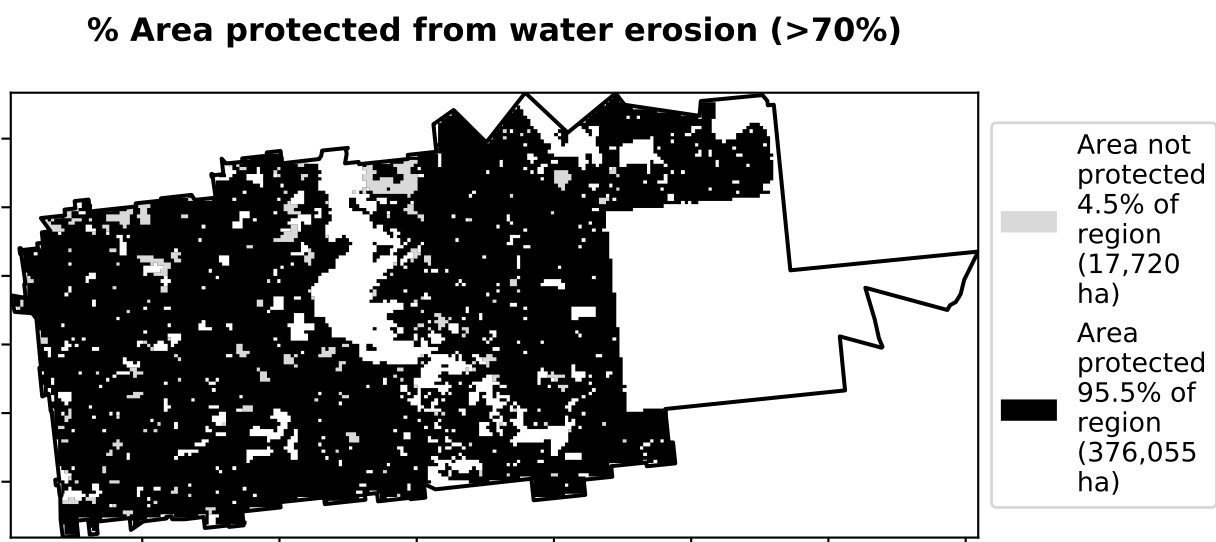 % Area protected from water erosion (>70%)
Area not
protected
4.5% of
region
(17,720
ha)
Area
protected
95.5% of
region
(376,055
ha)